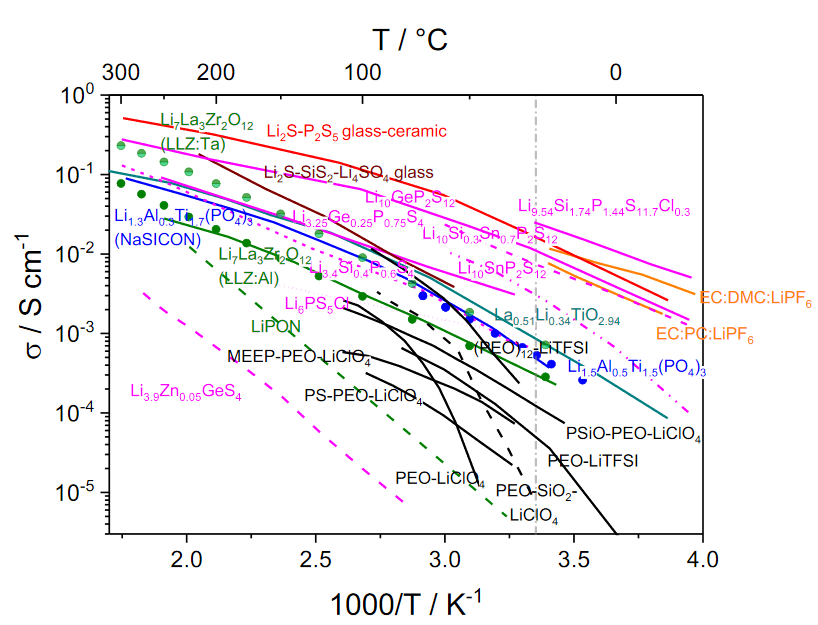 T / °C
300 200 100 0
10⁰
Li₇La₃Zr₂O₁₂
(LLZ:Ta)
Li₂S-P₂S₅ glass-ceramic
10⁻¹
Li₂S-SiS₂-Li₄SO₄ glass
Li₁₀GeP₂S₁₂
Li₉.₅₄Si₁.₇₄P₁.₄₄S₁₁.₇Cl₀.₃
Li₁.₃Al₀.₃Ti₁.₇(PO₄)₃
(NaSICON)
Li₃.₂₅Ge₀.₂₅P₀.₇₅S₄
Li₁₀Si₀.₃Sn₀.₇P₂S₁₂
10⁻²
Li₇La₃Zr₂O₁₂
(LLZ:Al)
Li₃.₄Si₀.₄P₀.₆S₄
Li₁₀SnP₂S₁₂
σ / S cm⁻¹
Li₆PS₅Cl
EC:DMC:LiPF₆
La₀.₅₁Li₀.₃₄TiO₂.₉₄
LiPON
EC:PC:LiPF₆
10⁻³
(PEO)₁₂-LiTFSI
MEEP-PEO-LiClO₄
Li₁.₅Al₀.₅Ti₁.₅(PO₄)₃
Li₃.₉Zn₀.₀₅GeS₄
PS-PEO-LiClO₄
10⁻⁴
PSiO-PEO-LiClO₄
PEO-LiTFSI
PEO-LiClO₄
10⁻⁵
PEO-SiO₂-
LiClO₄
2.0 2.5 3.0 3.5 4.0
1000/T / K⁻¹